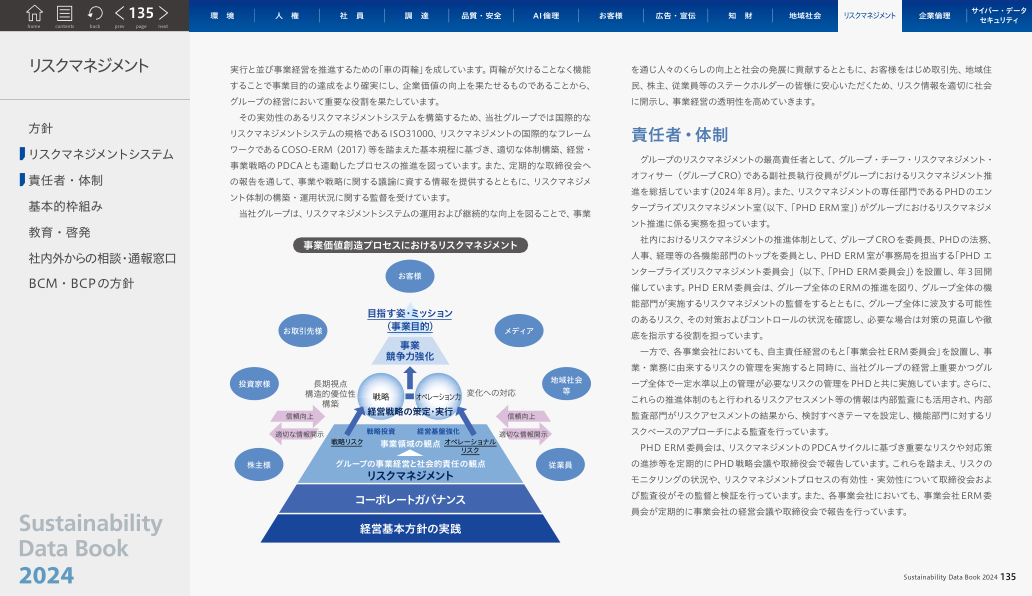 home
contents
back
prev
135
page
next
環 境
人 権
社 員
調 達
品質・安全
AI倫理
お客様
広告・宣伝
知 財
地域社会
リスクマネジメント
企業倫理
サイバー・データ
セキュリティ
リスクマネジメント
方針
リスクマネジメントシステム
責任者・体制
基本的枠組み
教育・啓発
社内外からの相談・通報窓口
BCM・BCPの方針
Sustainability
Data Book
2024
実行と並び事業経営を推進するための「車の両輪」を成しています。両輪が欠けることなく機能
することで事業目的の達成をより確実にし、企業価値の向上を果たせるものであることから、
グループの経営において重要な役割を果たしています。
その実効性のあるリスクマネジメントシステムを構築するため、当社グループでは国際的な
リスクマネジメントシステムの規格であるISO31000、リスクマネジメントの国際的なフレーム
ワークであるCOSO-ERM（2017）等を踏まえた基本規程に基づき、適切な体制構築、経営・
事業戦略のPDCAとも連動したプロセスの推進を図っています。また、定期的な取締役会へ
の報告を通して、事業や戦略に関する議論に資する情報を提供するとともに、リスクマネジメ
ント体制の構築・運用状況に関する監督を受けています。
当社グループは、リスクマネジメントシステムの運用および継続的な向上を図ることで、事業
事業価値創造プロセスにおけるリスクマネジメント
お客様
目指す姿・ミッション
（事業目的）
お取引先様
メディア
事業
競争力強化
投資家様
長期視点
構造的優位性
構築
戦略
オペレーション力
変化への対応
地域社会
等
経営戦略の策定・実行
信頼向上
信頼向上
適切な情報開示
適切な情報開示
戦略投資
経営基盤強化
戦略リスク
事業領域の観点
オペレーショナル
リスク
株主様
グループの事業経営と社会的責任の観点
従業員
リスクマネジメント
コーポレートガバナンス
経営基本方針の実践
を通じ人々のくらしの向上と社会の発展に貢献するとともに、お客様をはじめ取引先、地域住
民、株主、従業員等のステークホルダーの皆様に安心いただくため、リスク情報を適切に社会
に開示し、事業経営の透明性を高めていきます。
責任者・体制
グループのリスクマネジメントの最高責任者として、グループ・チーフ・リスクマネジメント・
オフィサー（グループCRO）である副社長執行役員がグループにおけるリスクマネジメント推
進を総括しています(2024年8月）。また、リスクマネジメントの専任部門であるPHDのエン
タープライズリスクマネジメント室（以下、「PHD ERM室」）がグループにおけるリスクマネジメ
ント推進に係る実務を担っています。
社内におけるリスクマネジメントの推進体制として、グループCROを委員長、PHDの法務、
人事、経理等の各機能部門のトップを委員とし、PHD ERM室が事務局を担当する「PHD エ
ンタープライズリスクマネジメント委員会」（以下、「PHD ERM委員会」）を設置し、年3回開
催しています。PHD ERM委員会は、グループ全体のERMの推進を図り、グループ全体の機
能部門が実施するリスクマネジメントの監督をするとともに、グループ全体に波及する可能性
のあるリスク、その対策およびコントロールの状況を確認し、必要な場合は対策の見直しや徹
底を指示する役割を担っています。
一方で、各事業会社においても、自主責任経営のもと「事業会社ERM委員会」を設置し、事
業・業務に由来するリスクの管理を実施すると同時に、当社グループの経営上重要かつグル
ープ全体で一定水準以上の管理が必要なリスクの管理をPHDと共に実施しています。さらに、
これらの推進体制のもと行われるリスクアセスメント等の情報は内部監査にも活用され、内部
監査部門がリスクアセスメントの結果から、検討すべきテーマを設定し、機能部門に対するリ
スクベースのアプローチによる監査を行っています。
PHD ERM委員会は、リスクマネジメントのPDCAサイクルに基づき重要なリスクや対応策
の進捗等を定期的にPHD戦略会議や取締役会で報告しています。これらを踏まえ、リスクの
モニタリングの状況や、リスクマネジメントプロセスの有効性・実効性について取締役会およ
び監査役がその監督と検証を行っています。また、各事業会社においても、事業会社ERM委
員会が定期的に事業会社の経営会議や取締役会で報告を行っています。
Sustainability Data Book 2024 135